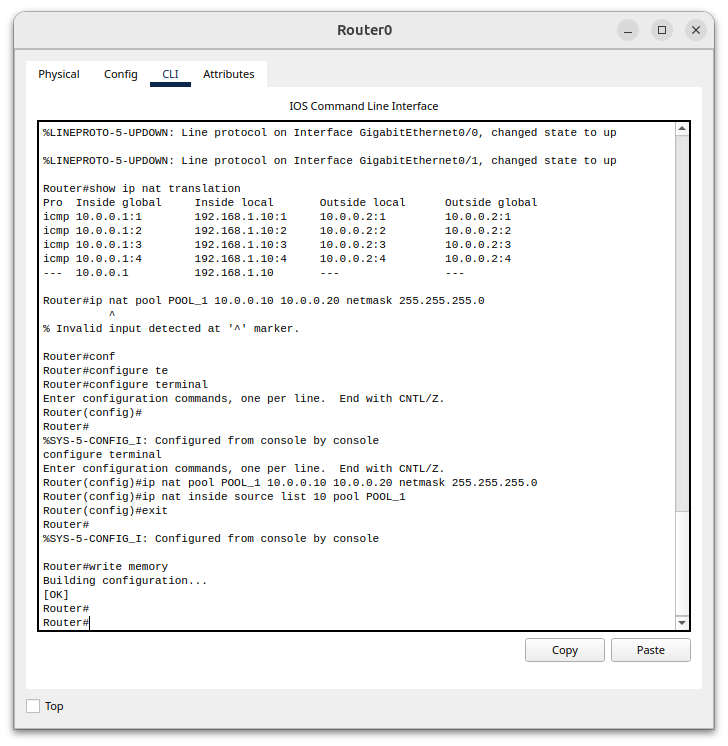 Router0
Physical Config CLI Attributes
IOS Command Line Interface
%LINEPROTO-5-UPDOWN: Line protocol on Interface GigabitEthernet0/0, changed state to up
%LINEPROTO-5-UPDOWN: Line protocol on Interface GigabitEthernet0/1, changed state to up
Router#show ip nat translation
Pro  Inside global     Inside local       Outside local      Outside global
icmp 10.0.0.1:1        192.168.1.10:1     10.0.0.2:1         10.0.0.2:1
icmp 10.0.0.1:2        192.168.1.10:2     10.0.0.2:2         10.0.0.2:2
icmp 10.0.0.1:3        192.168.1.10:3     10.0.0.2:3         10.0.0.2:3
icmp 10.0.0.1:4        192.168.1.10:4     10.0.0.2:4         10.0.0.2:4
---  10.0.0.1          192.168.1.10       ---                ---
Router#ip nat pool POOL_1 10.0.0.10 10.0.0.20 netmask 255.255.255.0
          ^
% Invalid input detected at '^' marker.
Router#conf
Router#configure te
Router#configure terminal
Enter configuration commands, one per line.  End with CNTL/Z.
Router(config)#
Router#
%SYS-5-CONFIG_I: Configured from console by console
configure terminal
Enter configuration commands, one per line.  End with CNTL/Z.
Router(config)#ip nat pool POOL_1 10.0.0.10 10.0.0.20 netmask 255.255.255.0
Router(config)#ip nat inside source list 10 pool POOL_1
Router(config)#exit
Router#
%SYS-5-CONFIG_I: Configured from console by console
Router#write memory
Building configuration...
[OK]
Router#
Router#
Copy Paste
Top